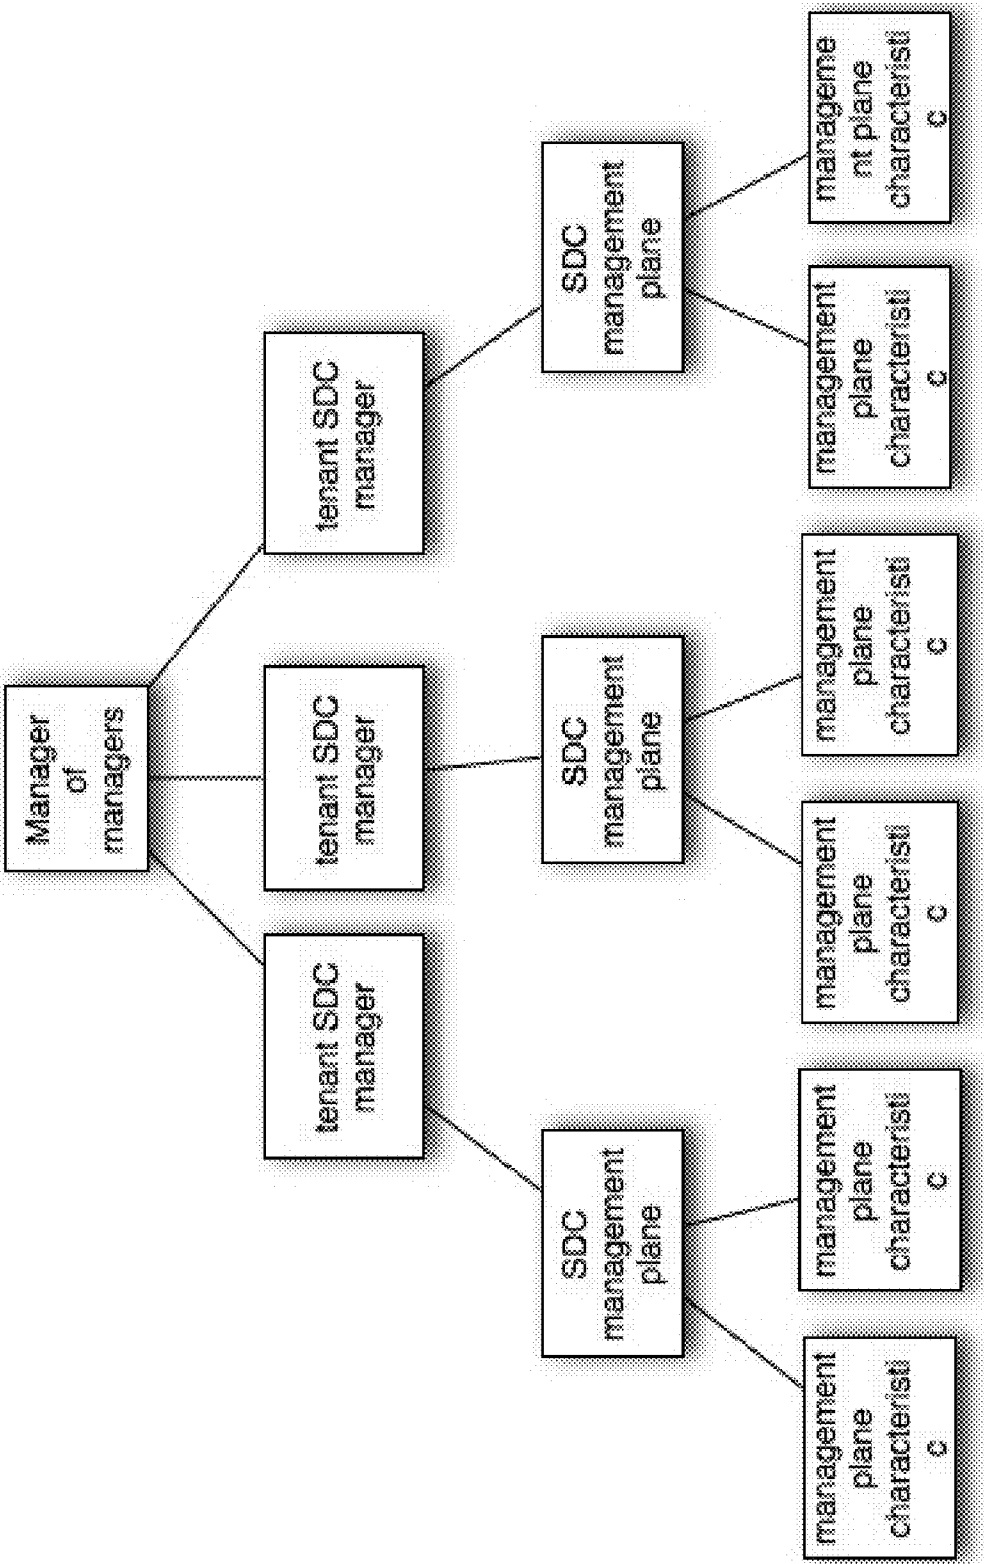 Manager
of
managers
tenant SDC
manager
tenant SDC
manager
tenant SDC
manager
SDC
management
plane
SDC
management
plane
SDC
management
plane
management
plane
characteristi
c
management
plane
characteristi
c
management
plane
characteristi
c
management
plane
characteristi
c
management
plane
characteristi
c
manageme
nt plane
characteristi
c